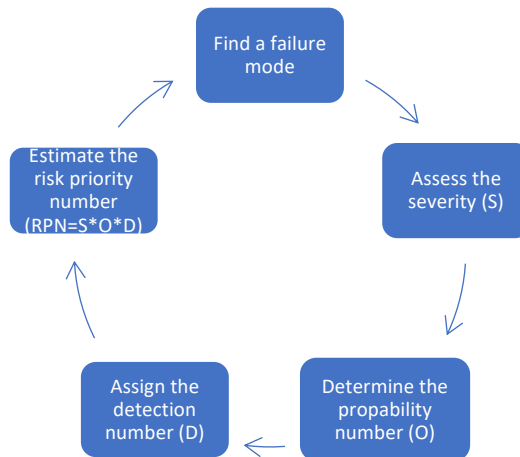 Find a failure
mode
Assess the
severity (S)
Determine the
propability
number (O)
Assign the
detection
number (D)
Estimate the
risk priority
number
(RPN=S*O*D)